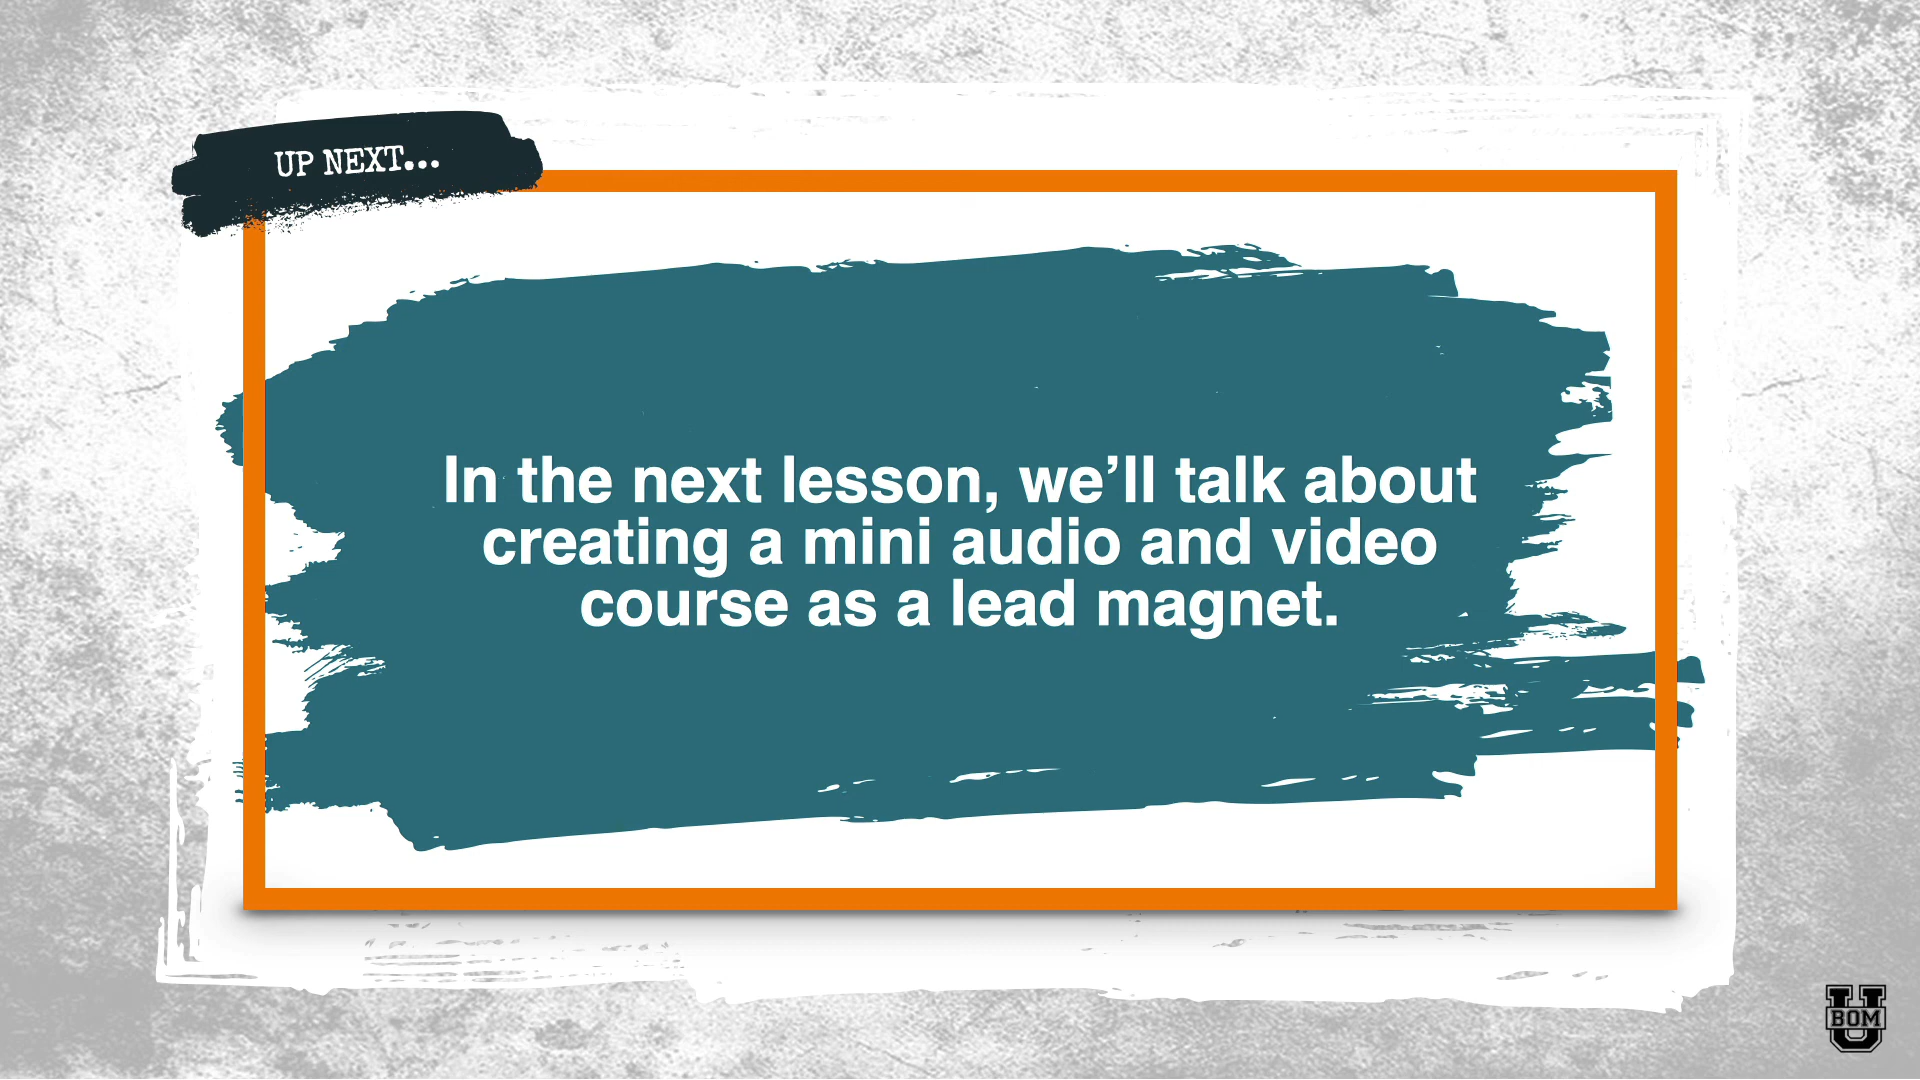 UP NEXT...
In the next lesson, we’ll talk about
creating a mini audio and video
course as a lead magnet.
U
BOM